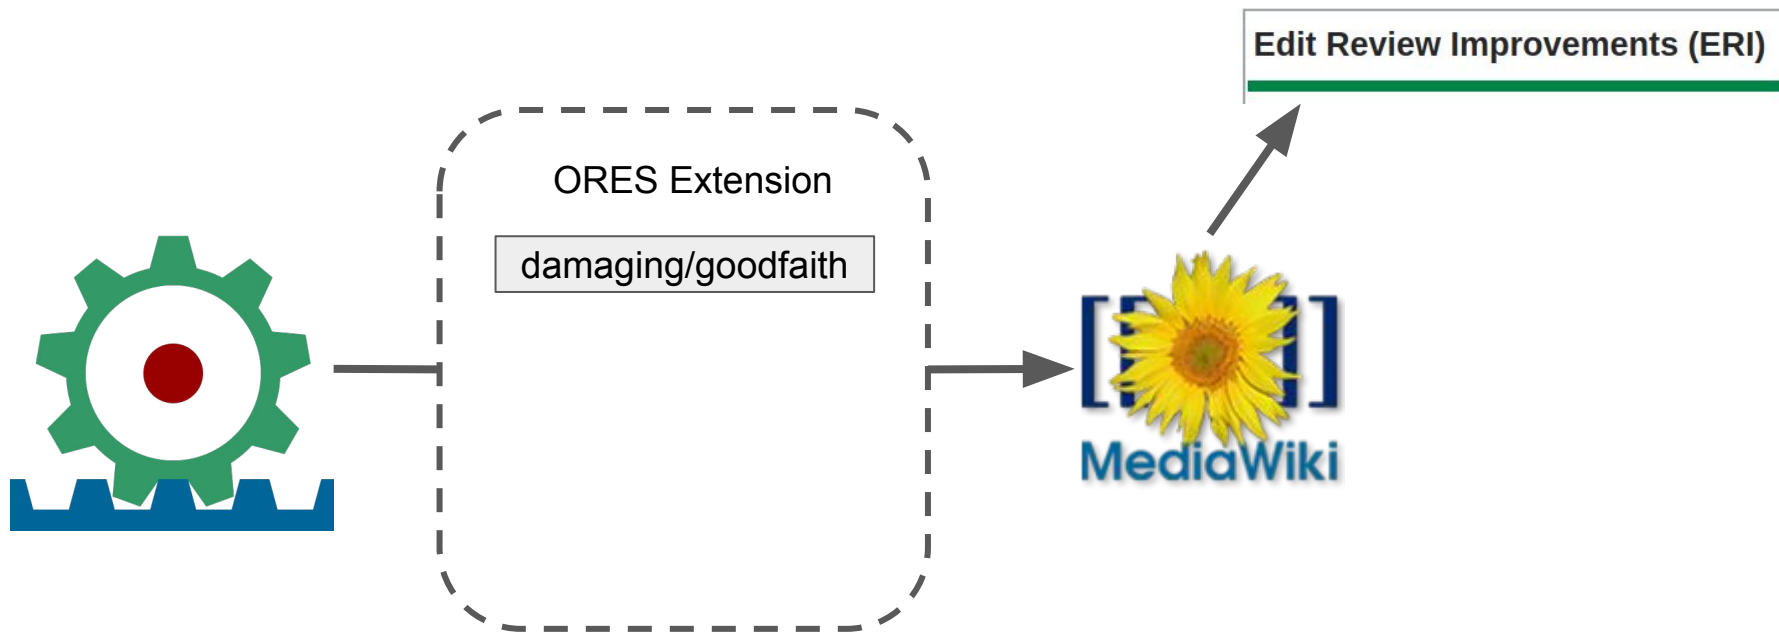 Edit Review Improvements (ERI)
ORES Extension
damaging/goodfaith
[[ ]]
MediaWiki